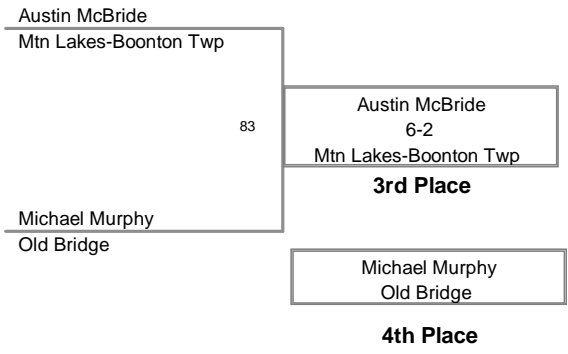 Austin McBride
Mtn Lakes-Boonton Twp
83
Austin McBride
6-2
Mtn Lakes-Boonton Twp
3rd Place
Michael Murphy
Old Bridge
Michael Murphy
Old Bridge
4th Place